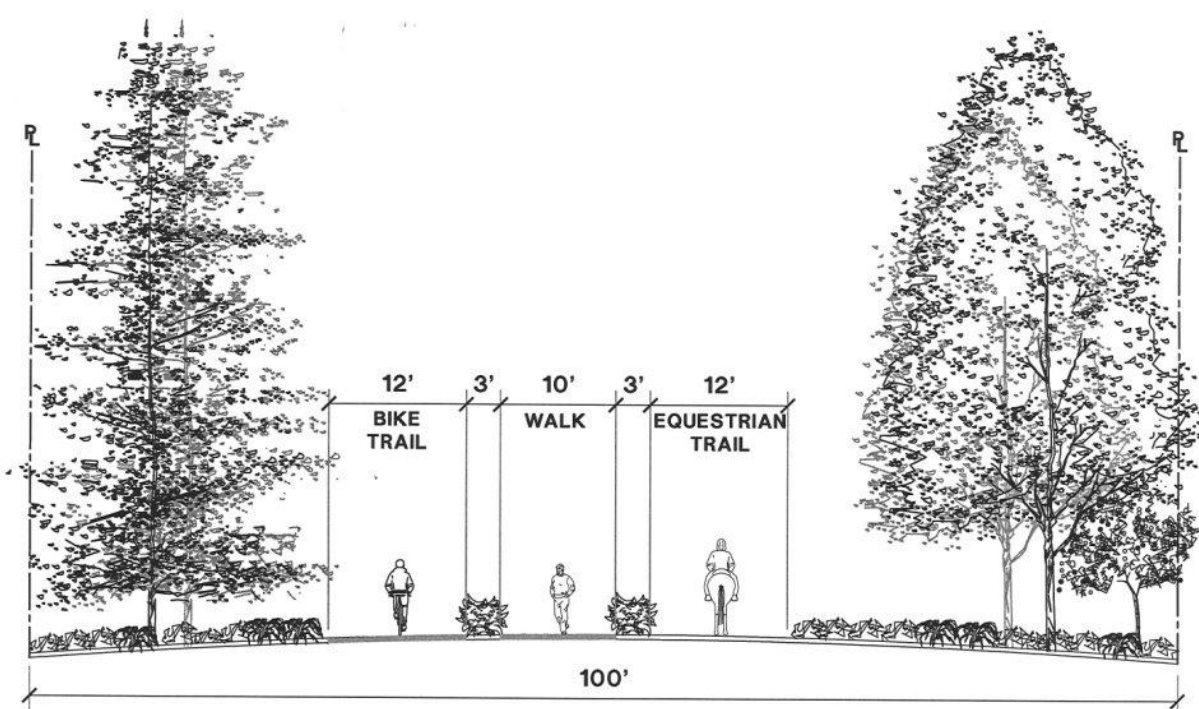 PL
PL
12' 3' 10' 3' 12'
BIKE
TRAIL
WALK
EQUESTRIAN
TRAIL
100'